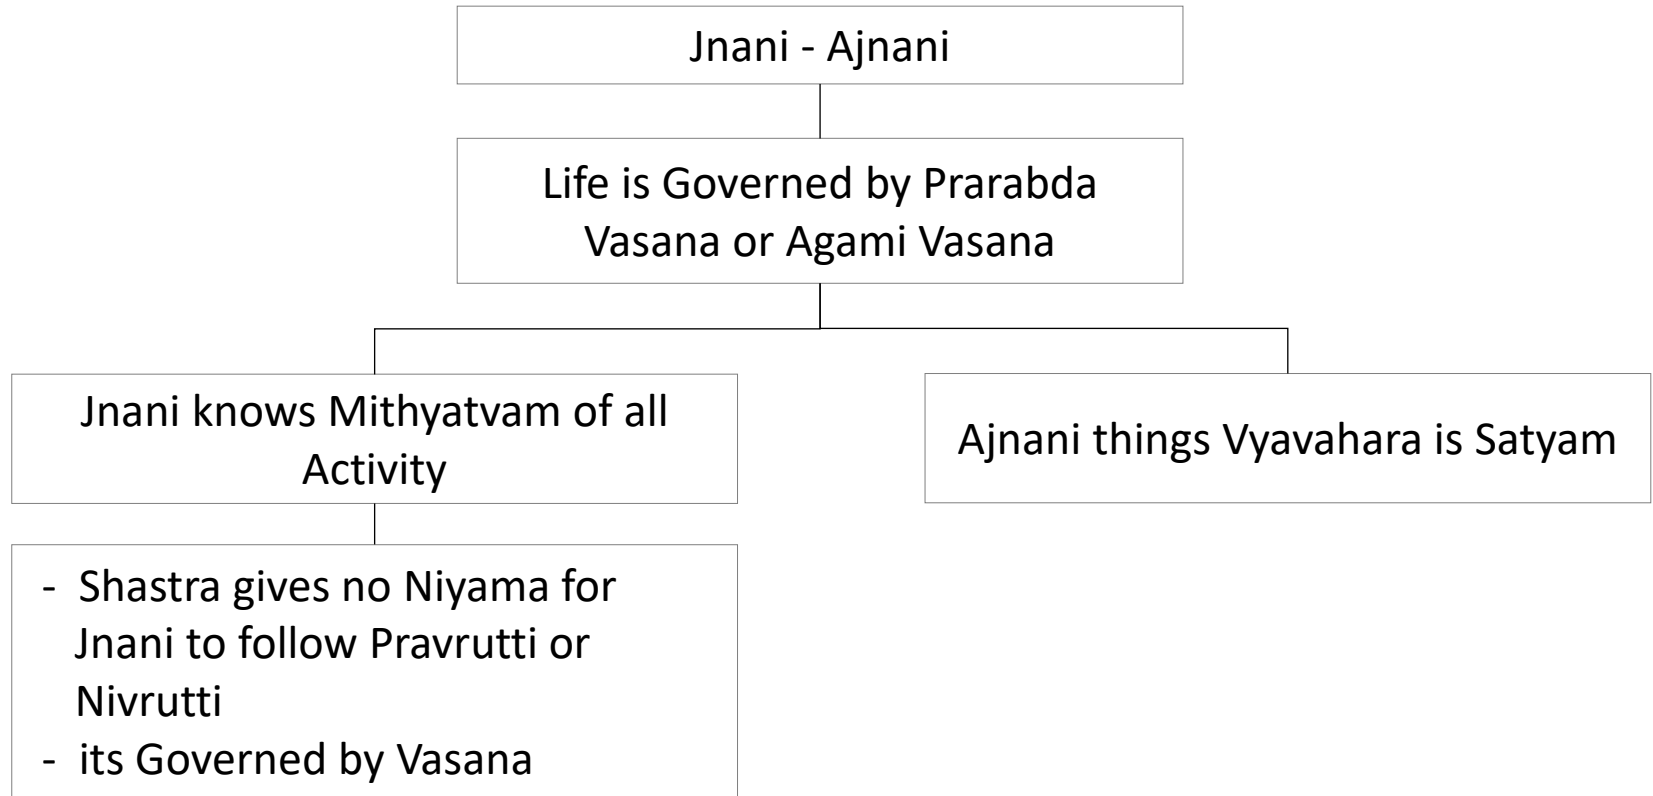 Jnani - Ajnani
Life is Governed by Prarabda
Vasana or Agami Vasana
Jnani knows Mithyatvam of all
Activity
Ajnani things Vyavahara is Satyam
- Shastra gives no Niyama for
Jnani to follow Pravrutti or
Nivrutti
- its Governed by Vasana